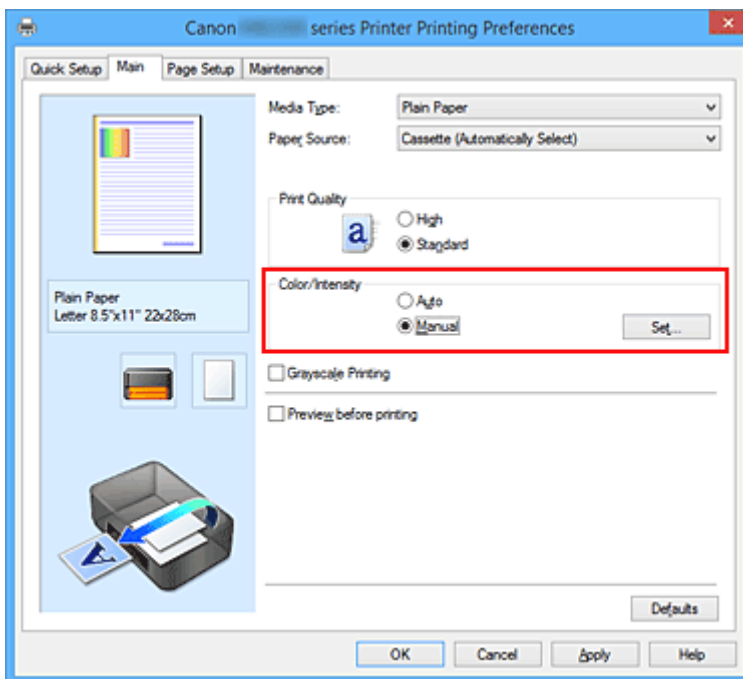 Canon series Printer Printing Preferences
Quick Setup Main Page Setup Maintenance
Media Type: Plain Paper
Paper Source: Cassette (Automatically Select)
Print Quality
a
High
Standard
Color/Intensity
Auto
Manual
Set...
Plain Paper
Letter 8.5"x11" 22x28cm
Grayscale Printing
Preview before printing
A
Defaults
OK Cancel Apply Help